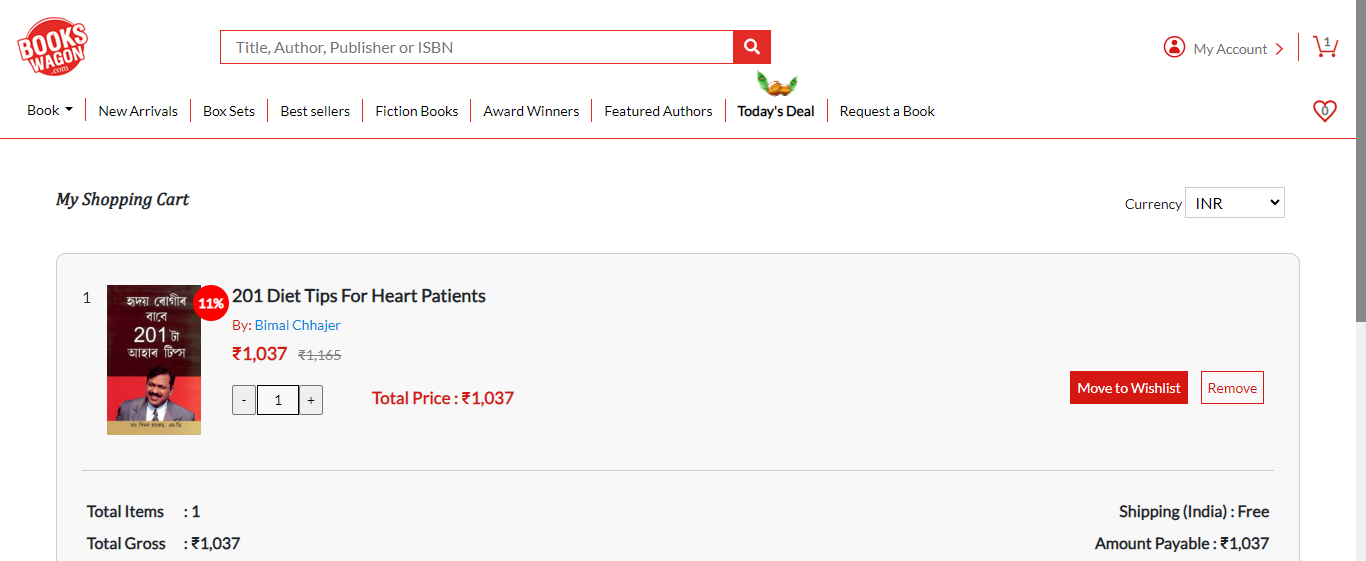 BOOKS
WAGON
.com
Title, Author, Publisher or ISBN
My Account
1
Book
New Arrivals
Box Sets
Best sellers
Fiction Books
Award Winners
Featured Authors
Today's Deal
Request a Book
0
My Shopping Cart
Currency INR
1
হৃদয় ৰোগীৰ
বাবে
201 টা
আহাৰ টিপ্স
11%
201 Diet Tips For Heart Patients
By: Bimal Chhajer
₹1,037 ₹1,165
- 1 +
Total Price : ₹1,037
Move to Wishlist
Remove
Total Items : 1
Shipping (India) : Free
Total Gross : ₹1,037
Amount Payable : ₹1,037